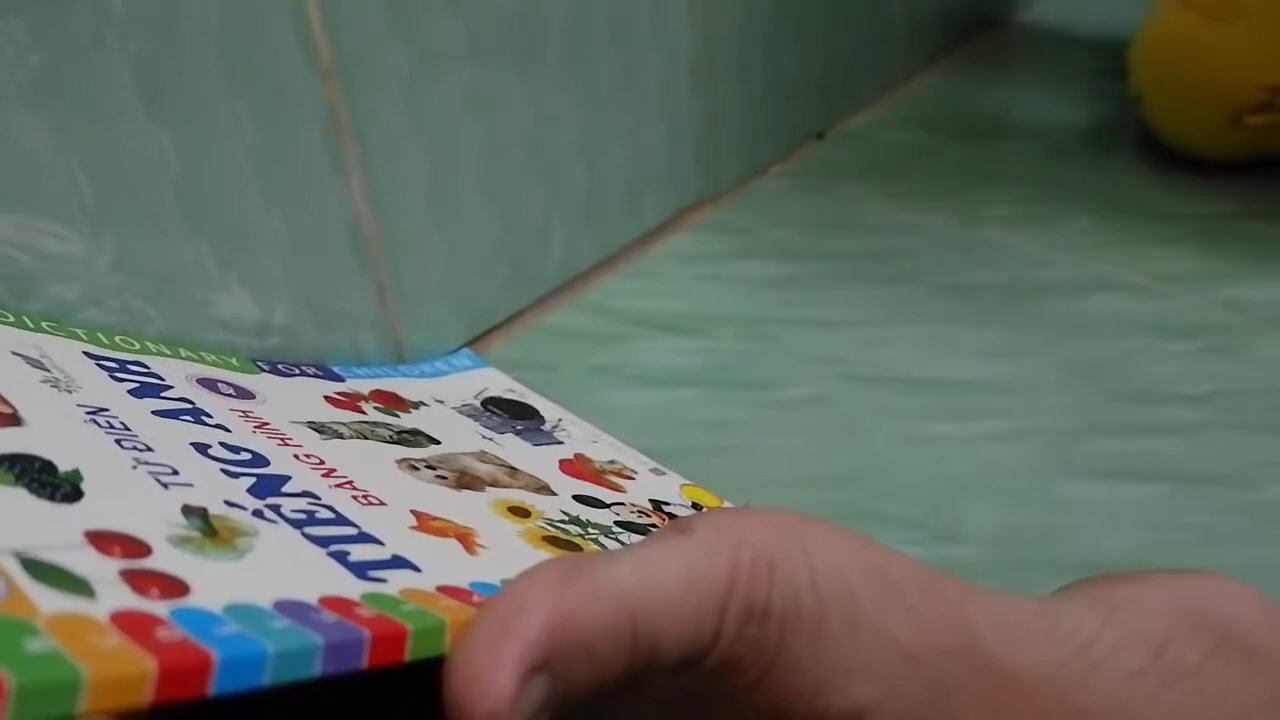 DICTIONARY FOR CHILDREN
TỪ ĐIỂN
TIẾNG ANH
BẰNG HÌNH